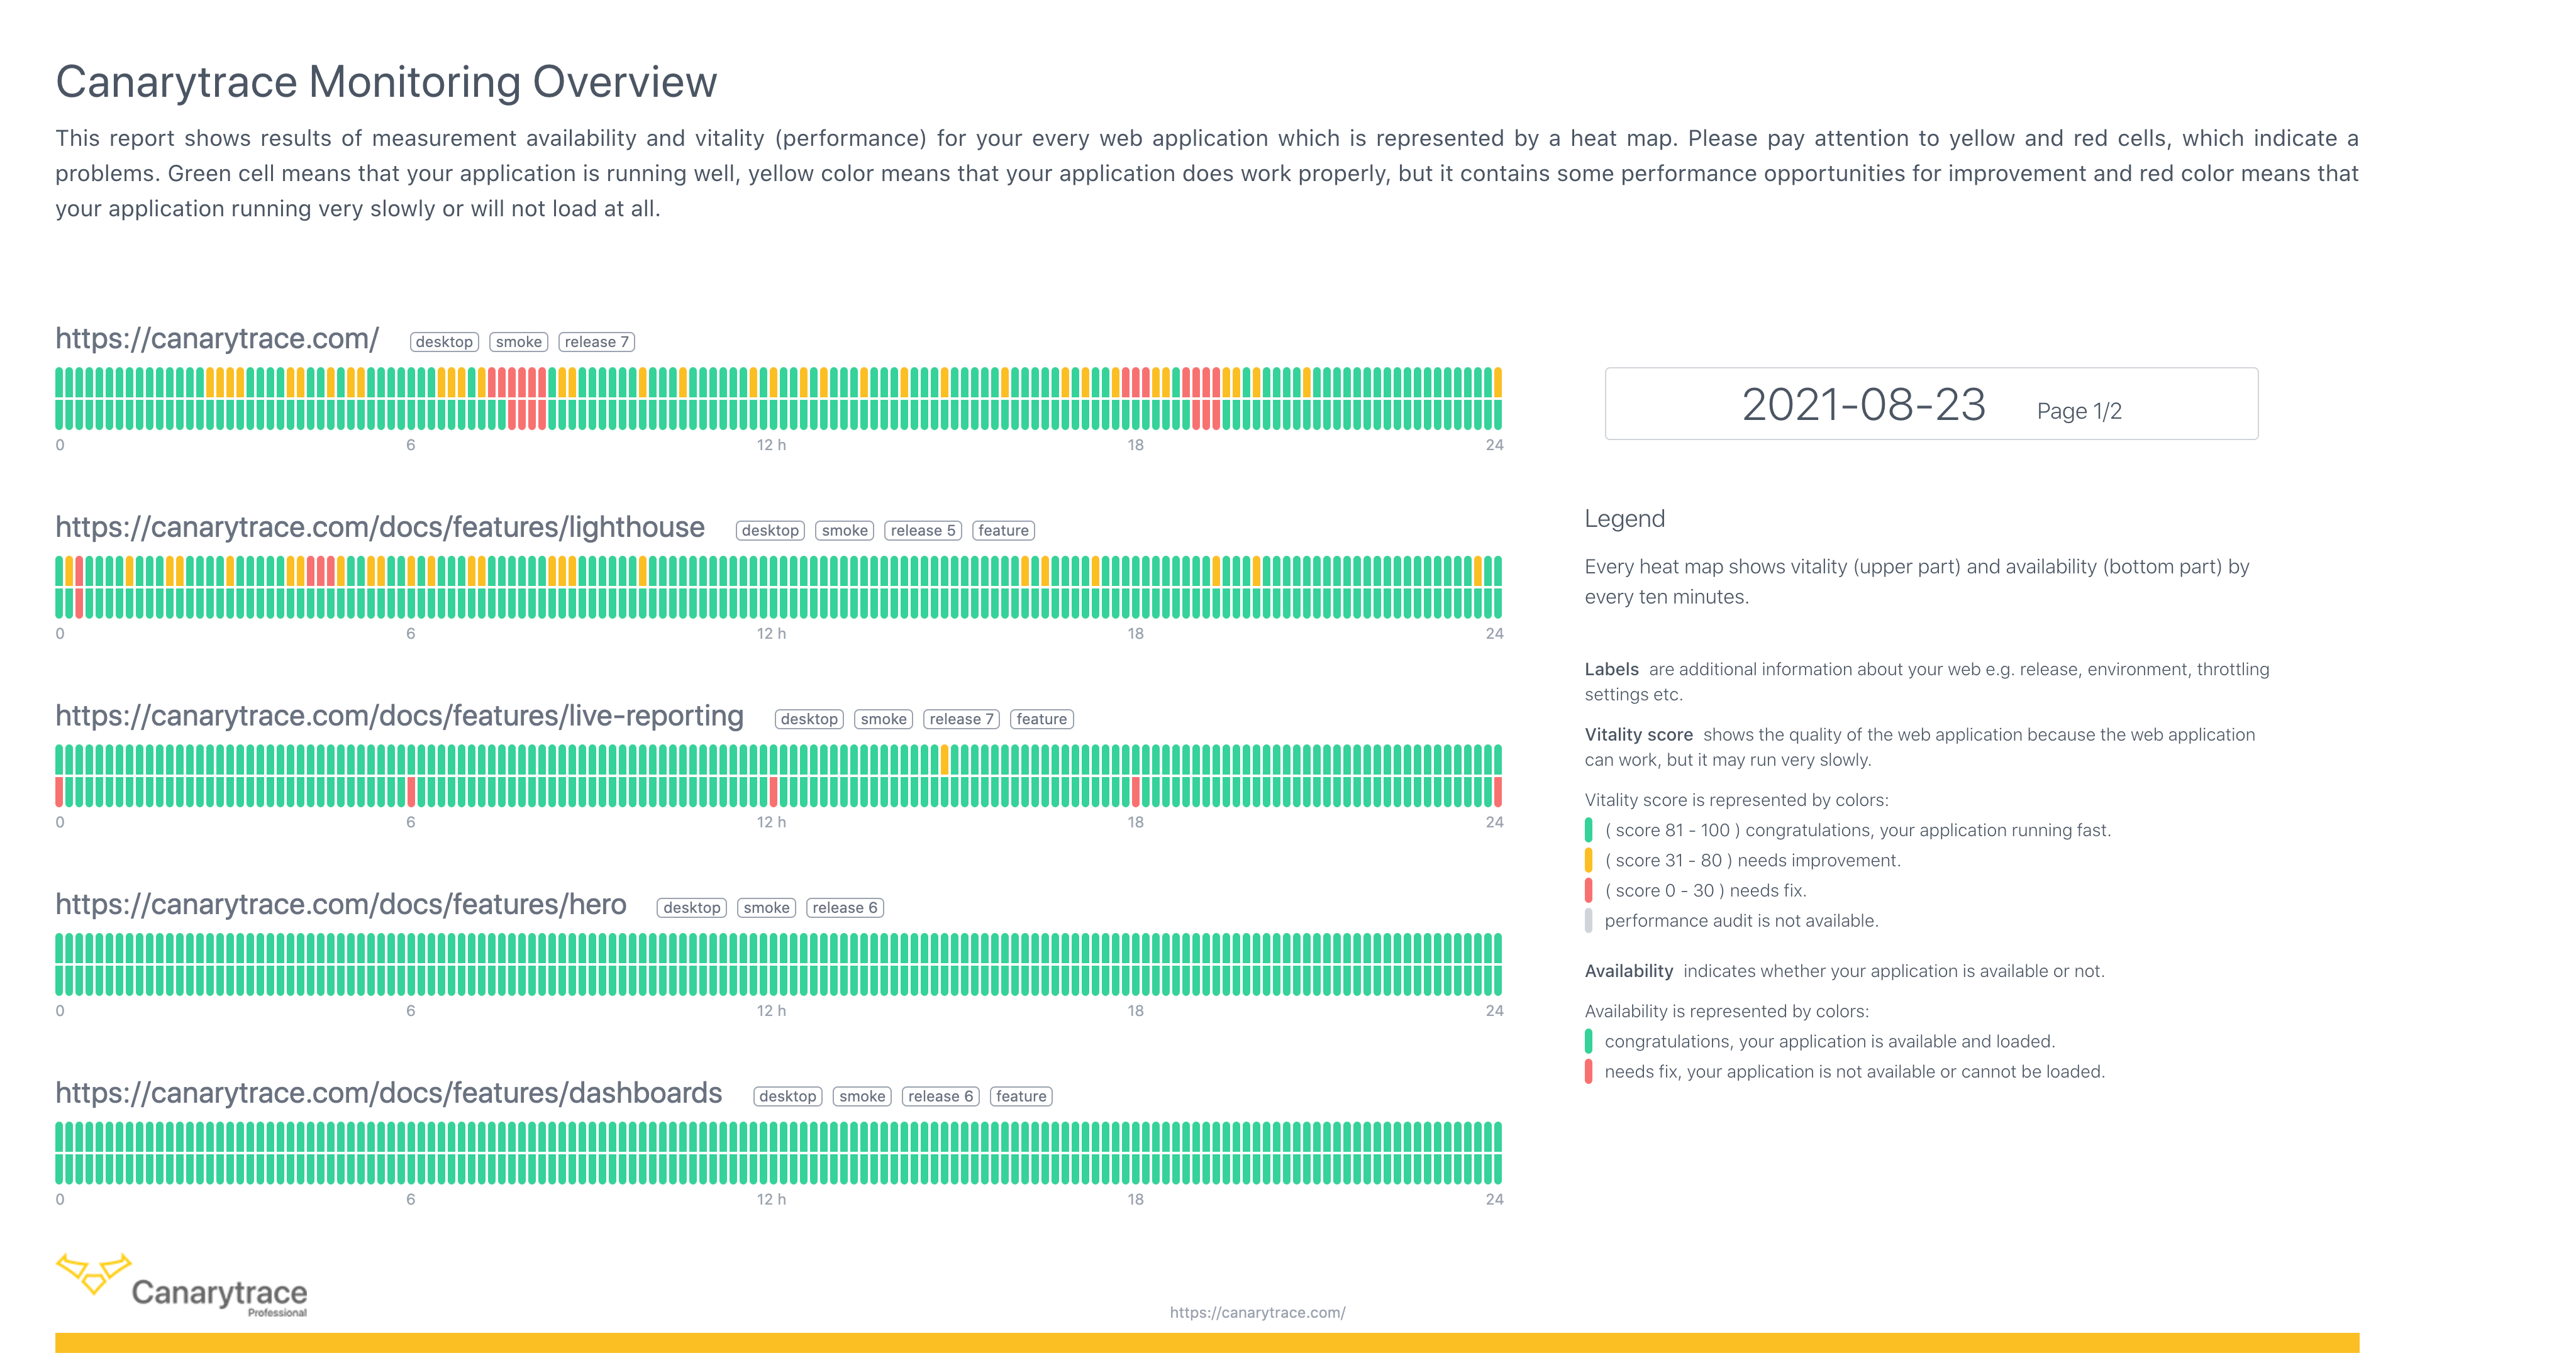 Canarytrace Monitoring Overview
This report shows results of measurement availability and vitality (performance) for your every web application which is represented by a heat map. Please pay attention to yellow and red cells, which indicate a
problems. Green cell means that your application is running well, yellow color means that your application does work properly, but it contains some performance opportunities for improvement and red color means that
your application running very slowly or will not load at all.
https://canarytrace.com/ desktop smoke release 7
0 6 12 h 18 24
https://canarytrace.com/docs/features/lighthouse desktop smoke release 5 feature
0 6 12 h 18 24
https://canarytrace.com/docs/features/live-reporting desktop smoke release 7 feature
0 6 12 h 18 24
https://canarytrace.com/docs/features/hero desktop smoke release 6
0 6 12 h 18 24
https://canarytrace.com/docs/features/dashboards desktop smoke release 6 feature
0 6 12 h 18 24
2021-08-23 Page 1/2
Legend
Every heat map shows vitality (upper part) and availability (bottom part) by
every ten minutes.
Labels are additional information about your web e.g. release, environment, throttling
settings etc.
Vitality score shows the quality of the web application because the web application
can work, but it may run very slowly.
Vitality score is represented by colors:
( score 81 - 100 ) congratulations, your application running fast.
( score 31 - 80 ) needs improvement.
( score 0 - 30 ) needs fix.
performance audit is not available.
Availability indicates whether your application is available or not.
Availability is represented by colors:
congratulations, your application is available and loaded.
needs fix, your application is not available or cannot be loaded.
Canarytrace
Professional
https://canarytrace.com/